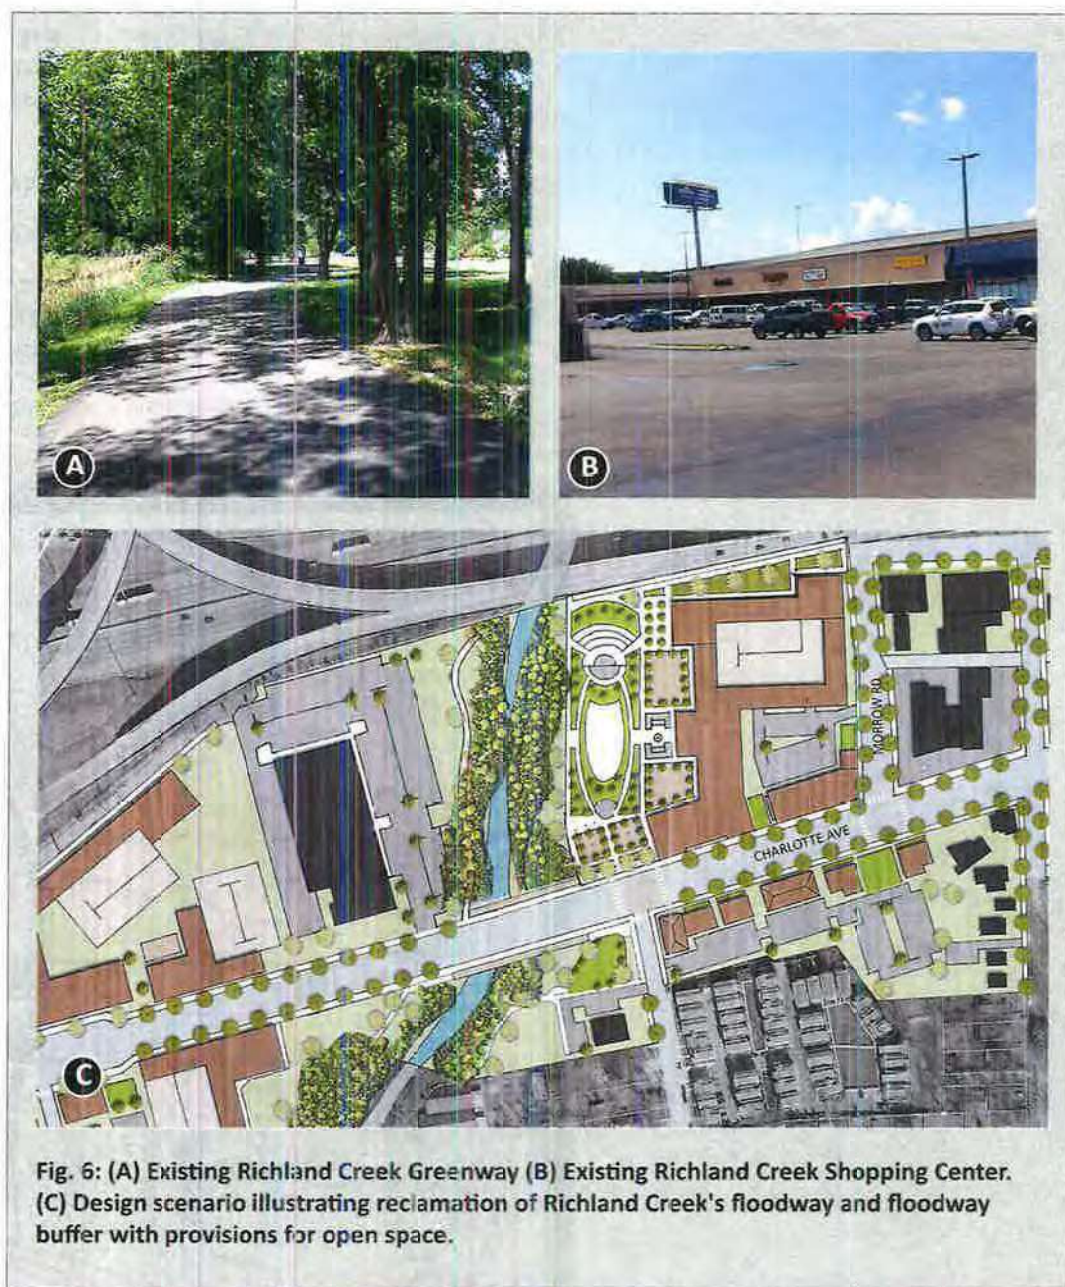 A
B
MORROW RD
CHARLOTTE AVE
C
Fig. 6: (A) Existing Richland Creek Greenway (B) Existing Richland Creek Shopping Center.
(C) Design scenario illustrating reclamation of Richland Creek's floodway and floodway
buffer with provisions for open space.